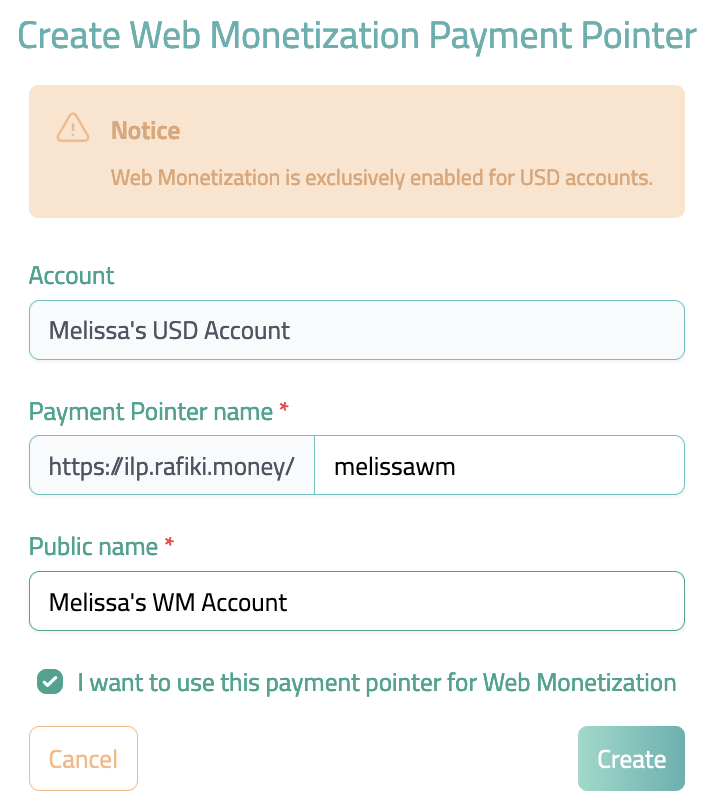 Create Web Monetization Payment Pointer
Notice
Web Monetization is exclusively enabled for USD accounts.
Account
Melissa's USD Account
Payment Pointer name *
https://ilp.rafiki.money/ melissawm
Public name *
Melissa's WM Account
I want to use this payment pointer for Web Monetization
Cancel Create